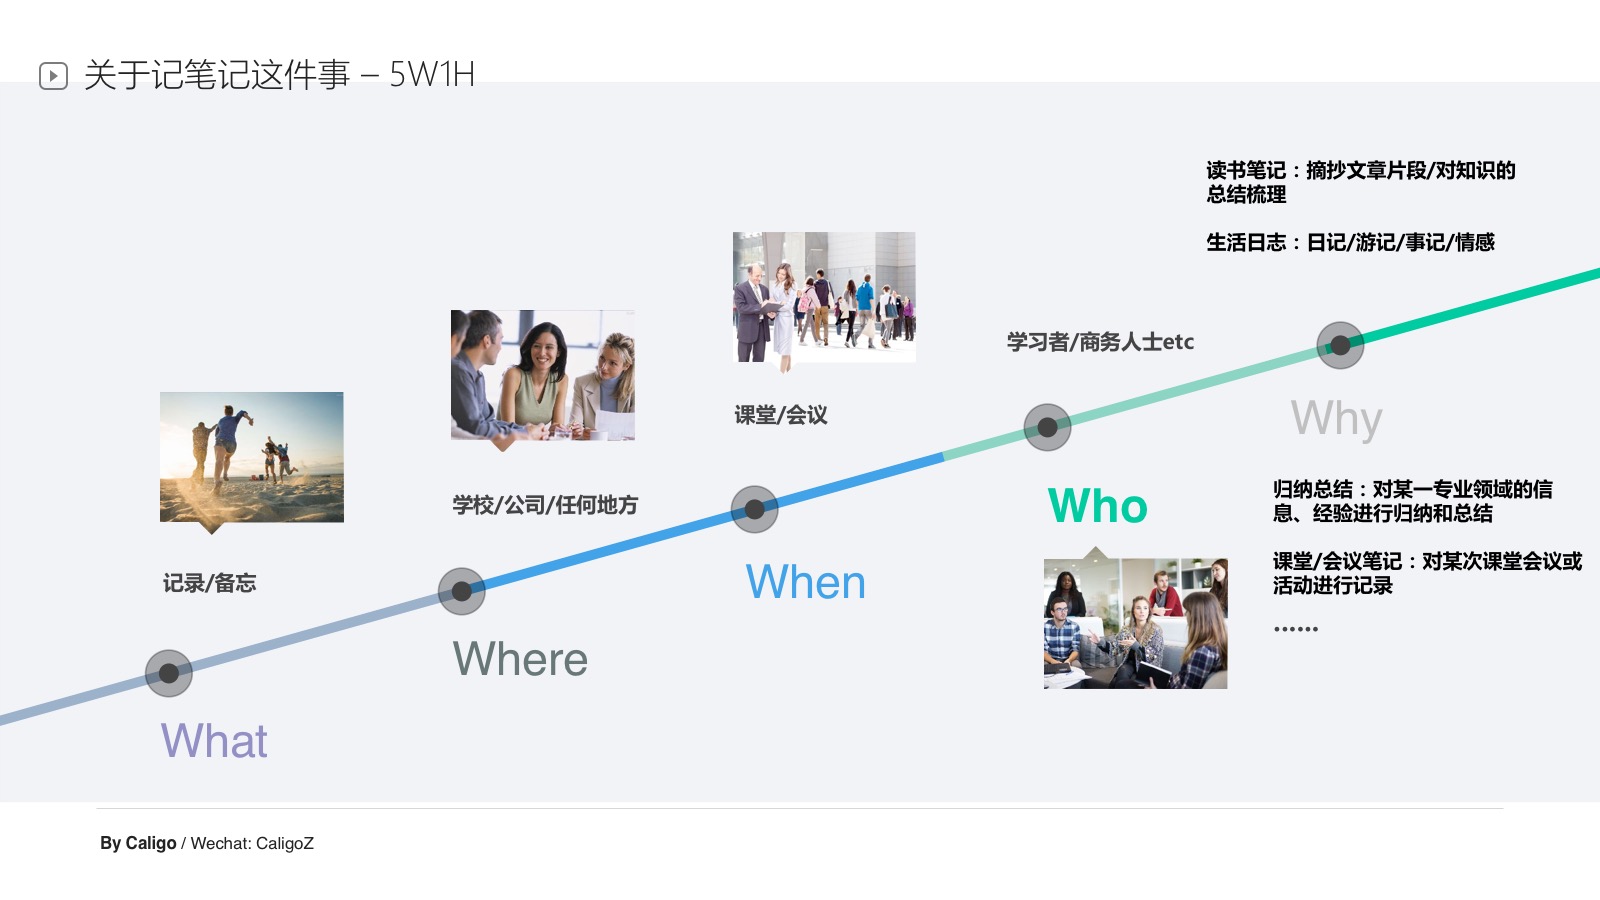 关于记笔记这件事 – 5W1H
记录/备忘
What
学校/公司/任何地方
Where
课堂/会议
When
学习者/商务人士etc
Who
读书笔记：摘抄文章片段/对知识的
总结梳理
生活日志：日记/游记/事记/情感
Why
归纳总结：对某一专业领域的信
息、经验进行归纳和总结
课堂/会议笔记：对某次课堂会议或
活动进行记录
……
By Caligo / Wechat: CaligoZ